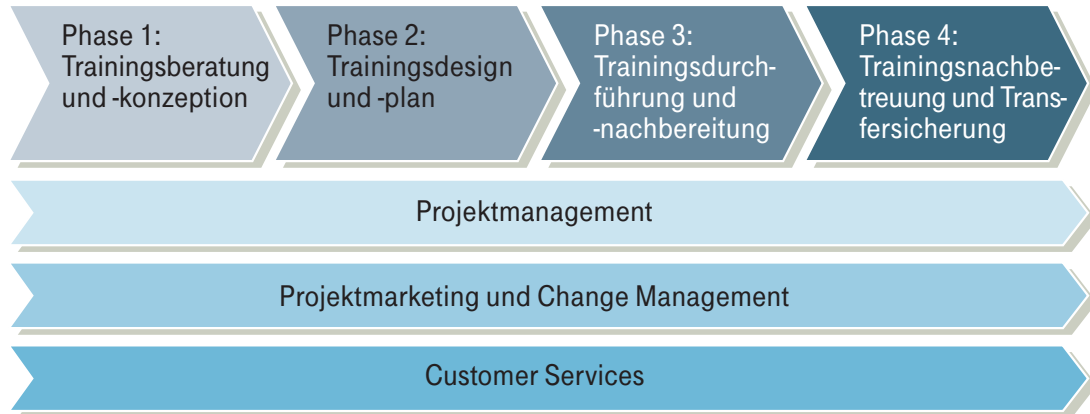 Phase 1:
Trainingsberatung
und -konzeption
Phase 2:
Trainingsdesign
und -plan
Phase 3:
Trainingsdurch-
führung und
-nachbereitung
Phase 4:
Trainingsnachbe-
treuung und Trans-
fersicherung
Projektmanagement
Projektmarketing und Change Management
Customer Services